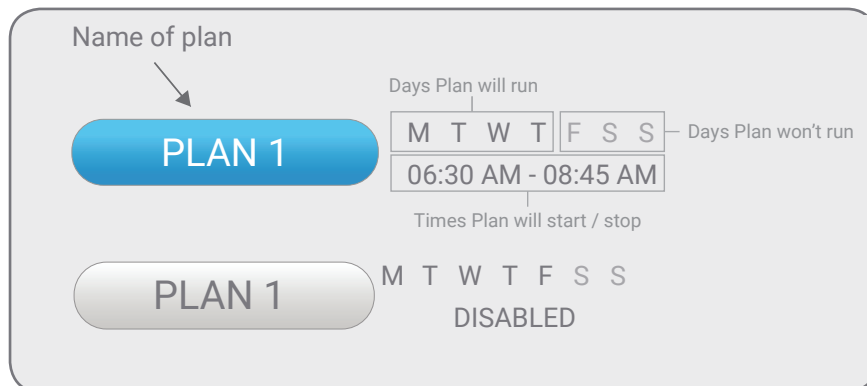 Name of plan
Days Plan will run
PLAN 1
M T W T F S S
Days Plan won't run
06:30 AM - 08:45 AM
Times Plan will start / stop
PLAN 1
M T W T F S S
DISABLED